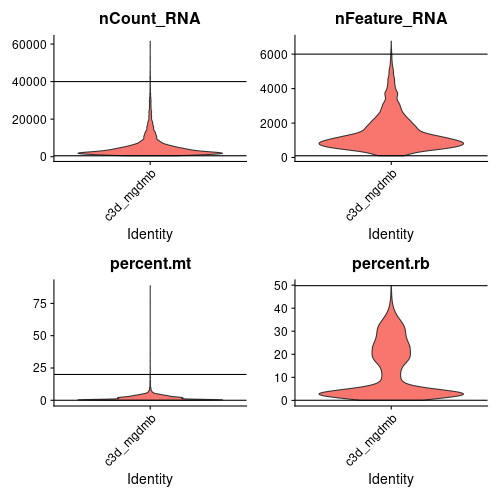 nCount_RNA
60000
40000
20000
0
c3d_mgdmb
Identity
nFeature_RNA
6000
4000
2000
0
c3d_mgdmb
Identity
percent.mt
75
50
25
0
c3d_mgdmb
Identity
percent.rb
50
40
30
20
10
0
c3d_mgdmb
Identity